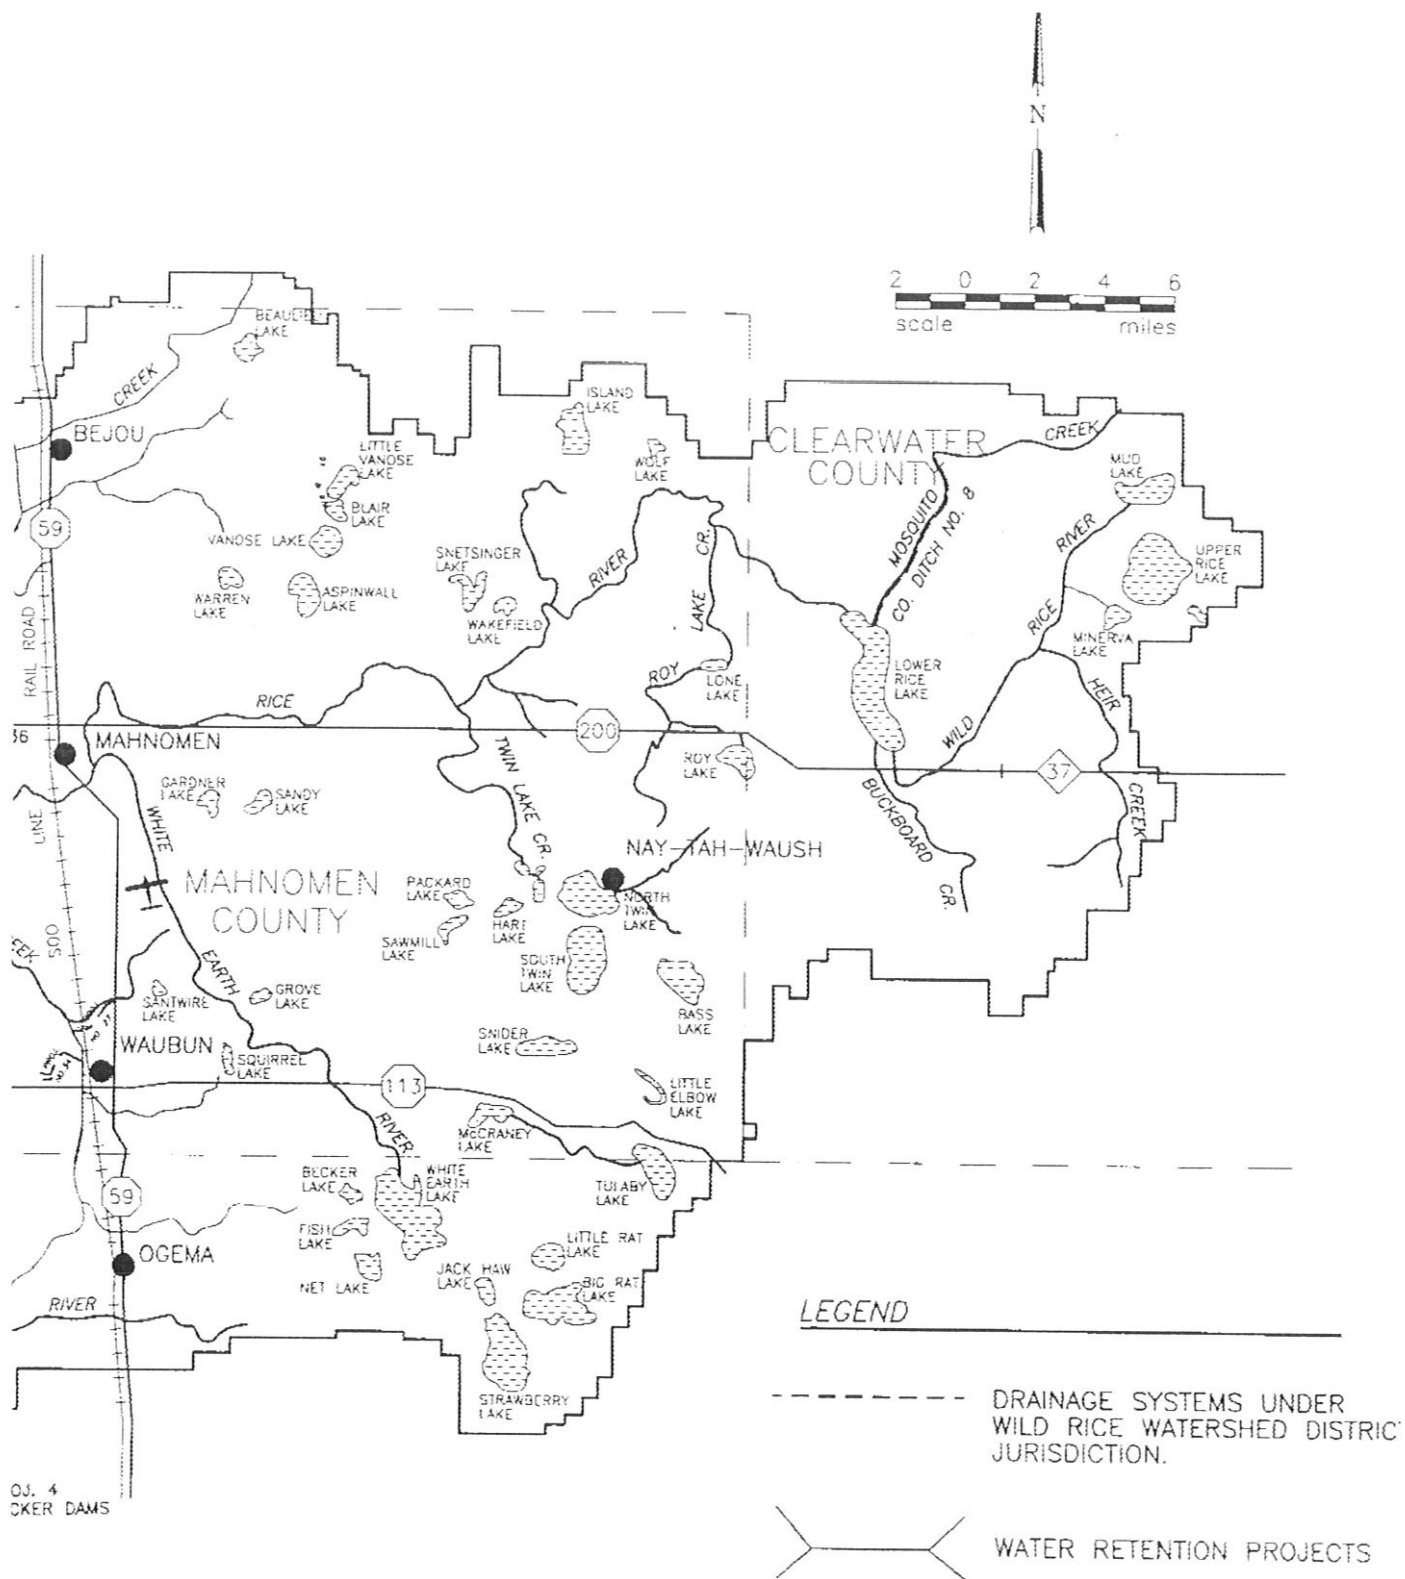 N
2 0 2 4 6
scale miles
BEAULIEU
LAKE
CREEK
BEJOU
ISLAND
LAKE
CLEARWATER
COUNTY
CREEK
LITTLE
VANOSE
LAKE
WOLF
LAKE
MUD
LAKE
BLAIR
LAKE
59
VANOSE LAKE
MOSQUITO
CO. DITCH NO. 8
RIVER
UPPER
RICE
LAKE
SNETSINGER
LAKE
RIVER
CR.
WARREN
LAKE
ASPINWALL
LAKE
WAKEFIELD
LAKE
LAKE
RICE
MINERVA
LAKE
RAIL ROAD
ROY
LONE
LAKE
LOWER
RICE
LAKE
HEIR
RICE
36
MAHNOMEN
200
WILD
TWIN LAKE CR.
ROY
LAKE
37
GARDNER
LAKE
SANDY
LAKE
BUCKBOARD
CREEK
LINE
WHITE
NAY-TAH-WAUSH
MAHNOMEN
COUNTY
PACKARD
LAKE
HART
LAKE
NORTH
TWIN
LAKE
CR.
SOO
SAWMILL
LAKE
EEK
EARTH
SOUTH
TWIN
LAKE
SANTWIRE
LAKE
GROVE
LAKE
BASS
LAKE
WAUBUN
SQUIRREL
LAKE
SNIDER
LAKE
113
LITTLE
ELBOW
LAKE
RIVER
McCRANEY
LAKE
BECKER
LAKE
WHITE
EARTH
LAKE
TULABY
LAKE
59
FISH
LAKE
OGEMA
LITTLE RAT
LAKE
NET LAKE
JACK HAW
LAKE
BIG RAT
LAKE
RIVER
LEGEND
STRAWBERRY
LAKE
DRAINAGE SYSTEMS UNDER
WILD RICE WATERSHED DISTRIC
JURISDICTION.
OJ. 4
CKER DAMS
WATER RETENTION PROJECTS